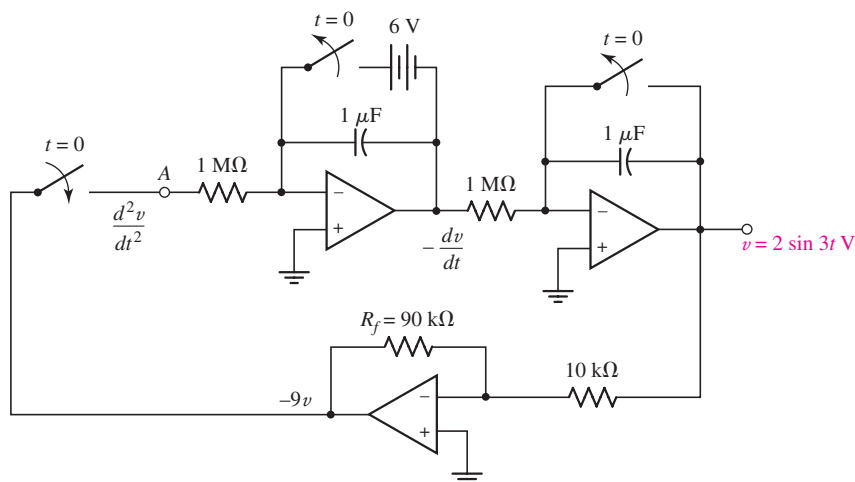 t=0
6 V
t=0
1 μF
1 μF
t=0
A
1 MΩ
1 MΩ
−
+
−
+
d²v
dt²
− dv
dt
v = 2 sin 3t V
R_f = 90 kΩ
10 kΩ
−9v
−
+